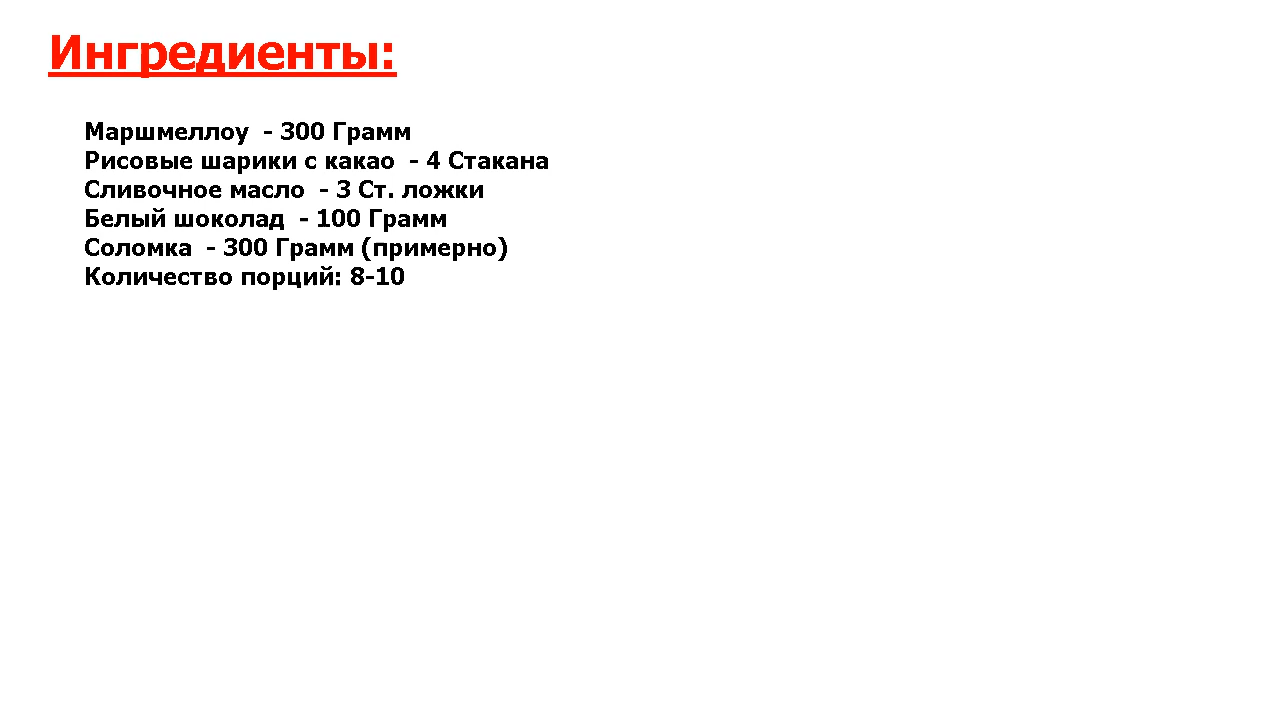 Ингредиенты:
Маршмеллоу  - 300 Грамм
Рисовые шарики с какао  - 4 Стакана
Сливочное масло  - 3 Ст. ложки
Белый шоколад  - 100 Грамм
Соломка  - 300 Грамм (примерно)
Количество порций: 8-10